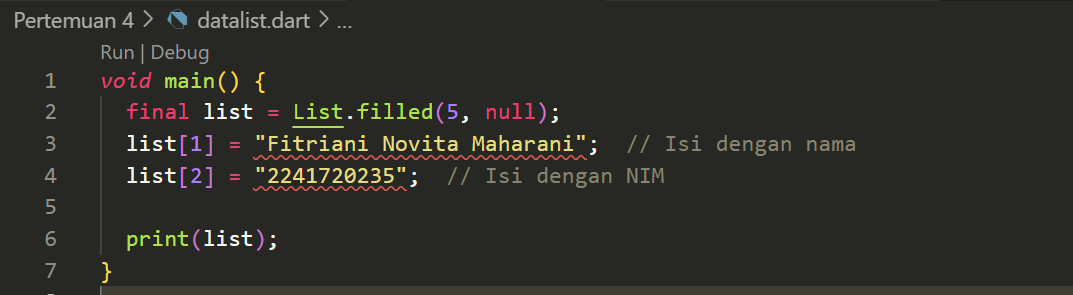 Pertemuan 4 > datalist.dart > ...
Run | Debug
1 void main() {
2   final list = List.filled(5, null);
3   list[1] = "Fitriani Novita Maharani";  // Isi dengan nama
4   list[2] = "2241720235";  // Isi dengan NIM
5
6   print(list);
7 }